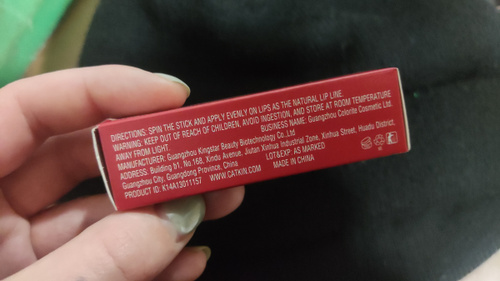 DIRECTIONS: SPIN THE STICK AND APPLY EVENLY ON LIPS AS THE NATURAL LIP LINE.
WARNING: KEEP OUT OF REACH OF CHILDREN, AVOID INGESTION, AND STORE AT ROOM TEMPERATURE
AWAY FROM LIGHT. BUSINESS NAME: Guangzhou Colorite Cosmetic Ltd.
MANUFACTURER: Guangzhou Kingstar Beauty Biotechnology Co.,Ltd
ADDRESS: Building b1, No.168, Xindu Avenue, Jiutan Xinhua Industrial Zone, Xinhua Street, Huadu District,
Guangzhou City, Guangdong Province, China LOT&EXP: AS MARKED
PRODUCT ID: K14A13011157 WWW.CATKIN.COM MADE IN CHINA